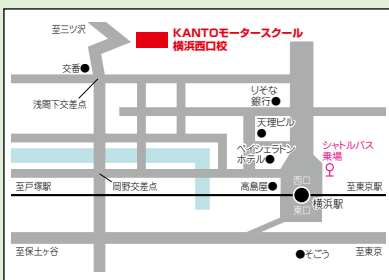 至三ツ沢
KANTOモータースクール
横浜西口校
交番
浅間下交差点
りそな
銀行
天理ビル
ベイシェラトン
ホテル
シャトルバス
乗場
至戸塚駅
岡野交差点
高島屋
西口
横浜駅
東口
至東京駅
至保土ヶ谷
そごう
至東京